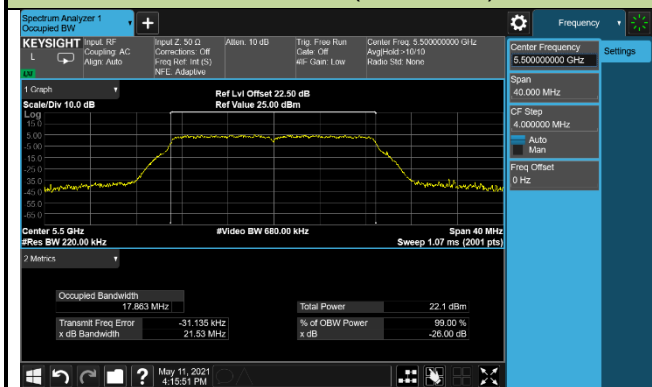 Spectrum Analyzer 1
Occupied BW
+
Frequency
KEYSIGHT
L
LM
Input: RF
Coupling: AC
Align: Auto
Input Z: 50 Ω
Corrections: Off
Freq Ref: Int (S)
NFE: Adaptive
Atten: 10 dB
Trig: Free Run
Gate: Off
#IF Gain: Low
Center Freq: 5.500000000 GHz
Avg|Hold:>10/10
Radio Std: None
Center Frequency
5.500000000 GHz
Settings
Span
40.000 MHz
CF Step
4.000000 MHz
Auto
Man
Freq Offset
0 Hz
1 Graph
Scale/Div 10.0 dB
Ref Lvl Offset 22.50 dB
Ref Value 25.00 dBm
Log
15.0
5.00
-5.00
-15.0
-25.0
-35.0
-45.0
-55.0
-65.0
Center 5.5 GHz
#Video BW 680.00 kHz
Span 40 MHz
#Res BW 220.00 kHz
Sweep 1.07 ms (2001 pts)
2 Metrics
Occupied Bandwidth
17.863 MHz
Total Power 22.1 dBm
Transmit Freq Error -31.135 kHz
% of OBW Power 99.00 %
x dB Bandwidth 21.53 MHz
x dB -26.00 dB
?
May 11, 2021
4:15:51 PM